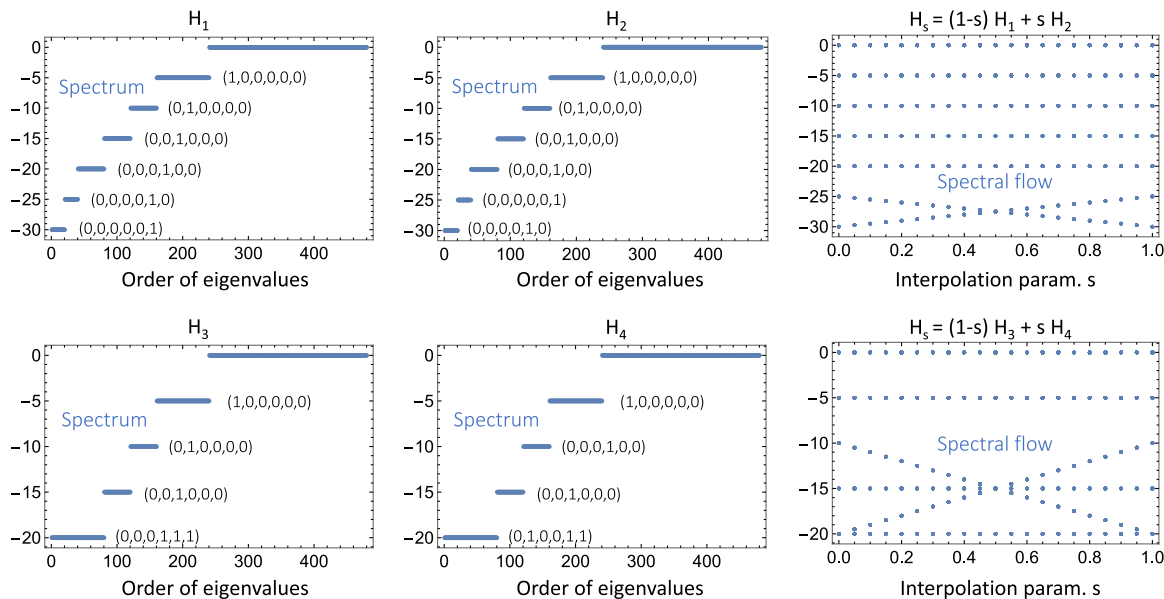 H1
0
−5
−10
−15
−20
−25
−30
Spectrum
(1,0,0,0,0,0)
(0,1,0,0,0,0)
(0,0,1,0,0,0)
(0,0,0,1,0,0)
(0,0,0,0,1,0)
(0,0,0,0,0,1)
0 100 200 300 400
Order of eigenvalues
H2
0
−5
−10
−15
−20
−25
−30
Spectrum
(1,0,0,0,0,0)
(0,1,0,0,0,0)
(0,0,1,0,0,0)
(0,0,0,1,0,0)
(0,0,0,0,0,1)
(0,0,0,0,1,0)
0 100 200 300 400
Order of eigenvalues
Hs = (1-s) H1 + s H2
0
−5
−10
−15
−20
−25
−30
Spectral flow
0.0 0.2 0.4 0.6 0.8 1.0
Interpolation param. s
H3
0
−5
−10
−15
−20
Spectrum
(1,0,0,0,0,0)
(0,1,0,0,0,0)
(0,0,1,0,0,0)
(0,0,0,1,1,1)
0 100 200 300 400
Order of eigenvalues
H4
0
−5
−10
−15
−20
Spectrum
(1,0,0,0,0,0)
(0,0,0,1,0,0)
(0,0,1,0,0,0)
(0,1,0,0,1,1)
0 100 200 300 400
Order of eigenvalues
Hs = (1-s) H3 + s H4
0
−5
−10
−15
−20
Spectral flow
0.0 0.2 0.4 0.6 0.8 1.0
Interpolation param. s